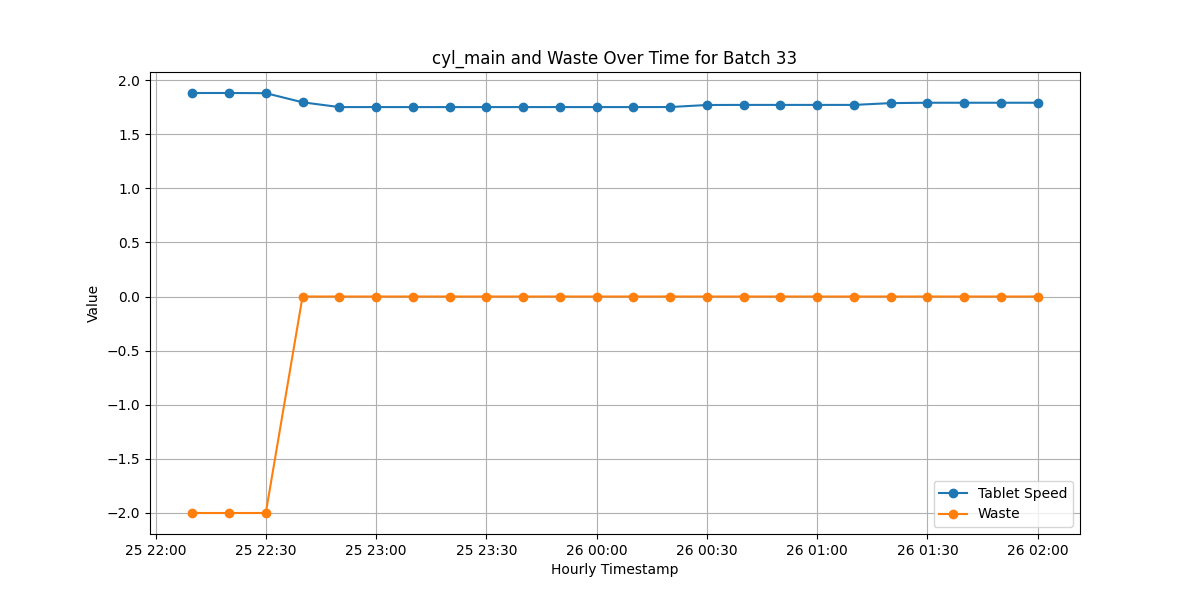 cyl_main and Waste Over Time for Batch 33
2.0
1.5
1.0
0.5
0.0
−0.5
−1.0
−1.5
−2.0
Value
Tablet Speed
Waste
25 22:00 25 22:30 25 23:00 25 23:30 26 00:00 26 00:30 26 01:00 26 01:30 26 02:00
Hourly Timestamp